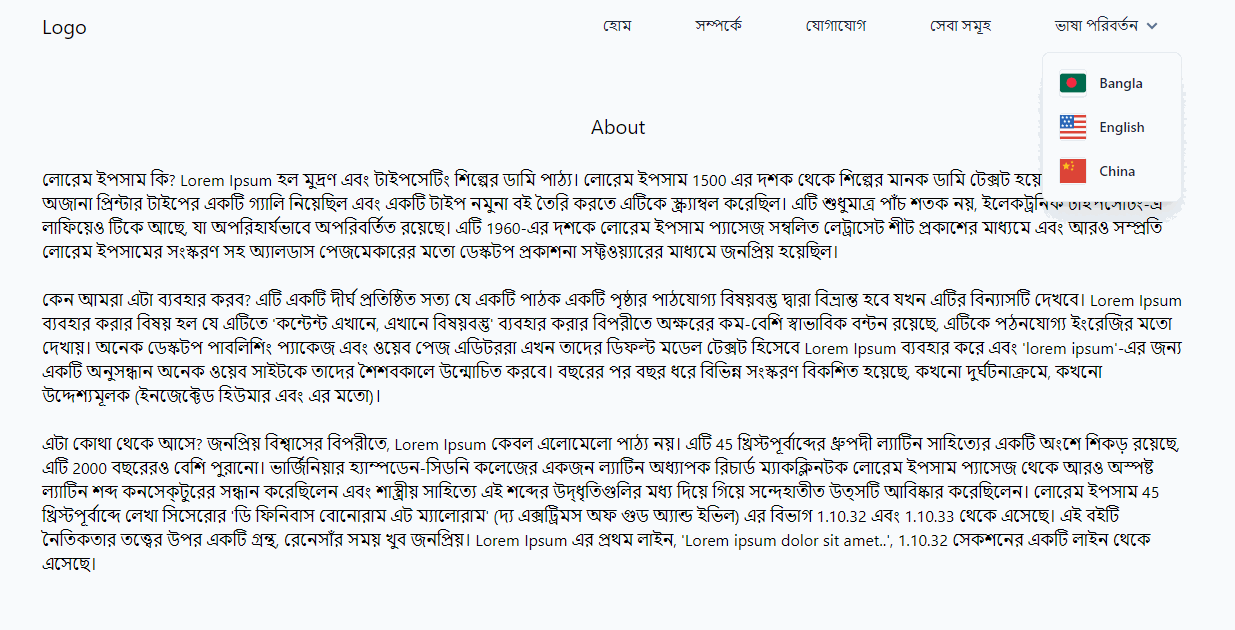 Logo
হোম
সম্পর্কে
যোগাযোগ
সেবা সমূহ
ভাষা পরিবর্তন
Bangla
English
China
About
লোরেম ইপসাম কি? Lorem Ipsum হল মুদ্রণ এবং টাইপসেটিং শিল্পের ডামি পাঠ্য। লোরেম ইপসাম 1500 এর দশক থেকে শিল্পের মানক ডামি টেক্সট
অজানা প্রিন্টার টাইপের একটি গ্যালি নিয়েছিল এবং একটি টাইপ নমুনা বই তৈরি করতে এটিকে স্ক্র্যাম্বল করেছিল। এটি শুধুমাত্র পাঁচ শতক নয়, ইলেকট্রনিক টাইপসেটিং-এ
লাফিয়েও টিকে আছে, যা অপরিহার্যভাবে অপরিবর্তিত রয়েছে। এটি 1960-এর দশকে লোরেম ইপসাম প্যাসেজ সম্বলিত লেট্রাসেট শীট প্রকাশের মাধ্যমে এবং আরও সম্প্রতি
লোরেম ইপসামের সংস্করণ সহ অ্যালডাস পেজমেকারের মতো ডেস্কটপ প্রকাশনা সফ্টওয়্যারের মাধ্যমে জনপ্রিয় হয়েছিল।
কেন আমরা এটা ব্যবহার করব? এটি একটি দীর্ঘ প্রতিষ্ঠিত সত্য যে একটি পাঠক একটি পৃষ্ঠার পাঠযোগ্য বিষয়বস্তু দ্বারা বিভ্রান্ত হবে যখন এটির বিন্যাসটি দেখবে। Lorem Ipsum
ব্যবহার করার বিষয় হল যে এটিতে 'কন্টেন্ট এখানে, এখানে বিষয়বস্তু' ব্যবহার করার বিপরীতে অক্ষরের কম-বেশি স্বাভাবিক বন্টন রয়েছে, এটিকে পঠনযোগ্য ইংরেজির মতো
দেখায়। অনেক ডেস্কটপ পাবলিশিং প্যাকেজ এবং ওয়েব পেজ এডিটররা এখন তাদের ডিফল্ট মডেল টেক্সট হিসেবে Lorem Ipsum ব্যবহার করে এবং 'lorem ipsum'-এর জন্য
একটি অনুসন্ধান অনেক ওয়েব সাইটকে তাদের শৈশবকালে উন্মোচিত করবে। বছরের পর বছর ধরে বিভিন্ন সংস্করণ বিকশিত হয়েছে, কখনো দুর্ঘটনাক্রমে, কখনো
উদ্দেশ্যমূলক (ইনজেক্টেড হিউমার এবং এর মতো)।
এটা কোথা থেকে আসে? জনপ্রিয় বিশ্বাসের বিপরীতে, Lorem Ipsum কেবল এলোমেলো পাঠ্য নয়। এটি 45 খ্রিস্টপূর্বাব্দের ধ্রুপদী ল্যাটিন সাহিত্যের একটি অংশে শিকড় রয়েছে,
এটি 2000 বছরেরও বেশি পুরানো। ভার্জিনিয়ার হ্যাম্পডেন-সিডনি কলেজের একজন ল্যাটিন অধ্যাপক রিচার্ড ম্যাকক্লিনটক লোরেম ইপসাম প্যাসেজ থেকে আরও অস্পষ্ট
ল্যাটিন শব্দ কনসেক্টুরের সন্ধান করেছিলেন এবং শাস্ত্রীয় সাহিত্যে এই শব্দের উদ্ধৃতিগুলির মধ্য দিয়ে গিয়ে সন্দেহাতীত উত্সটি আবিষ্কার করেছিলেন। লোরেম ইপসাম 45
খ্রিস্টপূর্বাব্দে লেখা সিসেরোর 'ডি ফিনিবাস বোনোরাম এট ম্যালোরাম' (দ্য এক্সট্রিমস অফ গুড অ্যান্ড ইভিল) এর বিভাগ 1.10.32 এবং 1.10.33 থেকে এসেছে। এই বইটি
নৈতিকতার তত্ত্বের উপর একটি গ্রন্থ, রেনেসাঁর সময় খুব জনপ্রিয়। Lorem Ipsum এর প্রথম লাইন, 'Lorem ipsum dolor sit amet..', 1.10.32 সেকশনের একটি লাইন থেকে
এসেছে।